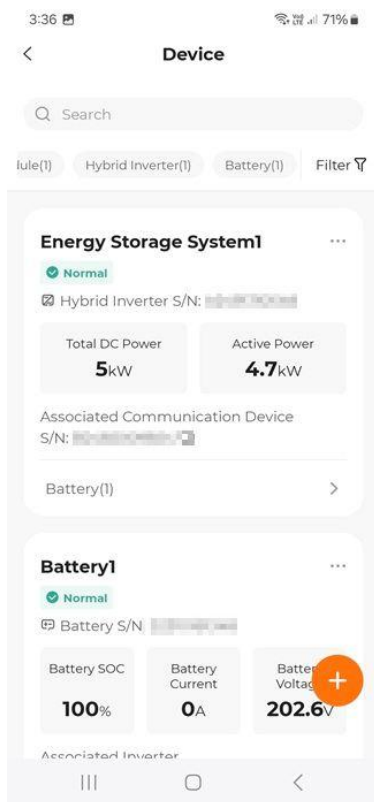 3:36 71%
Device
Search
lule(1) Hybrid Inverter(1) Battery(1) Filter
Energy Storage System1
Normal
Hybrid Inverter S/N:
Total DC Power Active Power
5kW 4.7kW
Associated Communication Device
S/N:
Battery(1)
Battery1
Normal
Battery S/N
Battery SOC Battery Current Batter Voltag
100% 0A 202.6V
Associated Inverter